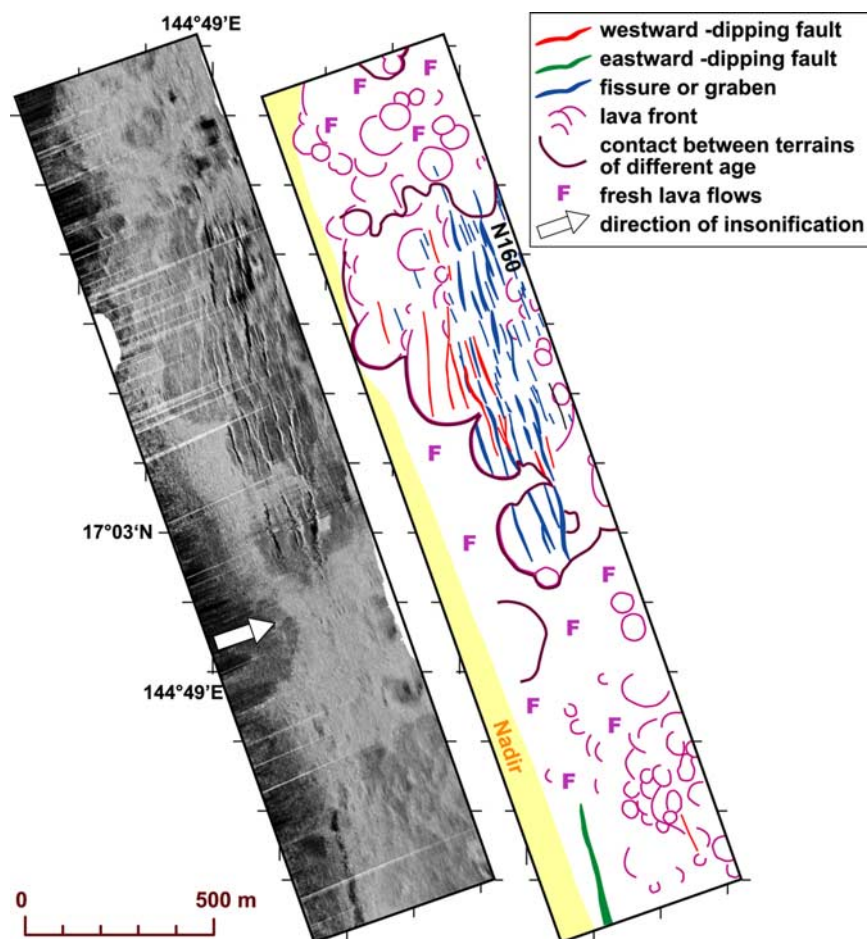 144°49'E
westward -dipping fault
eastward -dipping fault
fissure or graben
lava front
contact between terrains
of different age
F fresh lava flows
direction of insonification
F
F
F
F
N160
F
17°03'N
F
F
F
144°49'E
F
F
Nadir
F
0 500 m